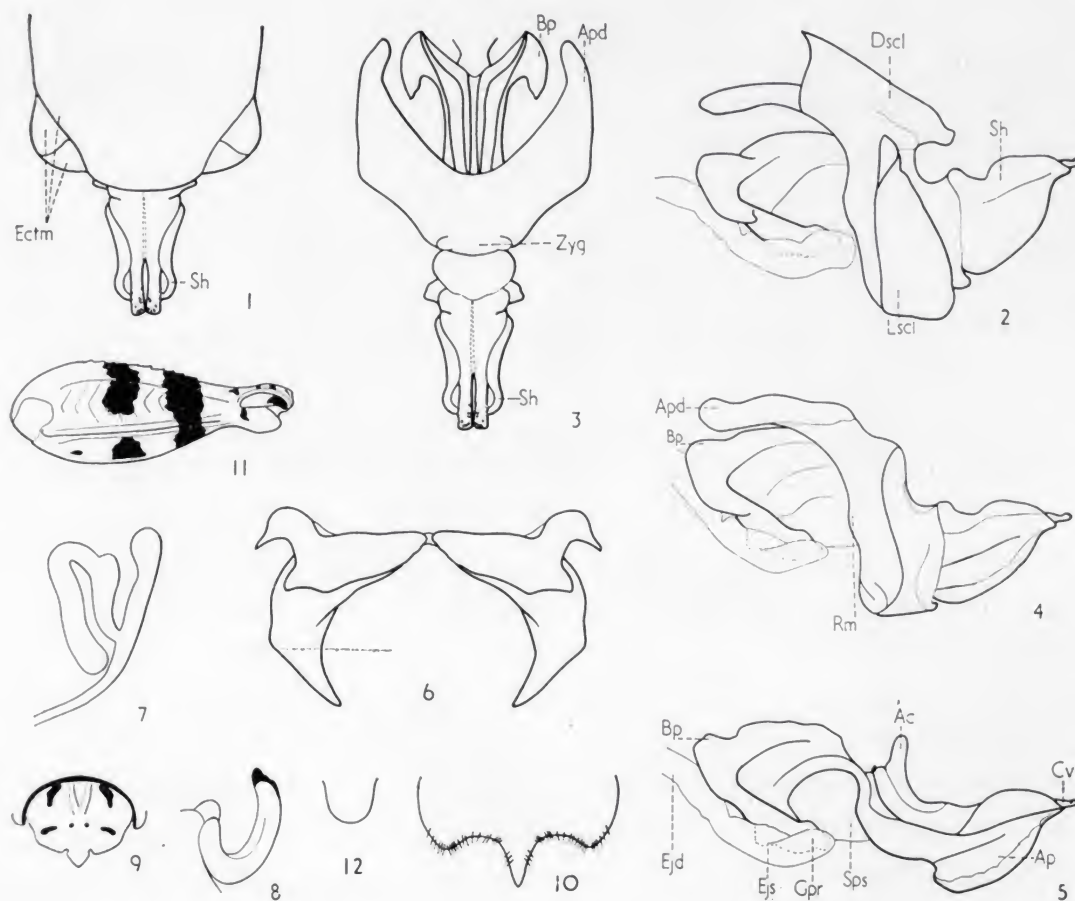 Bp Apd
Dscl
Sh
Ectm
Sh
1
Zyg
Lscl
2
Sh
3
11
Apd
Bp
Rm
4
7
6
Bp
Ac
Cv
9
8
12
10
Ejd
Ejs Gpr Sps
Ap
5